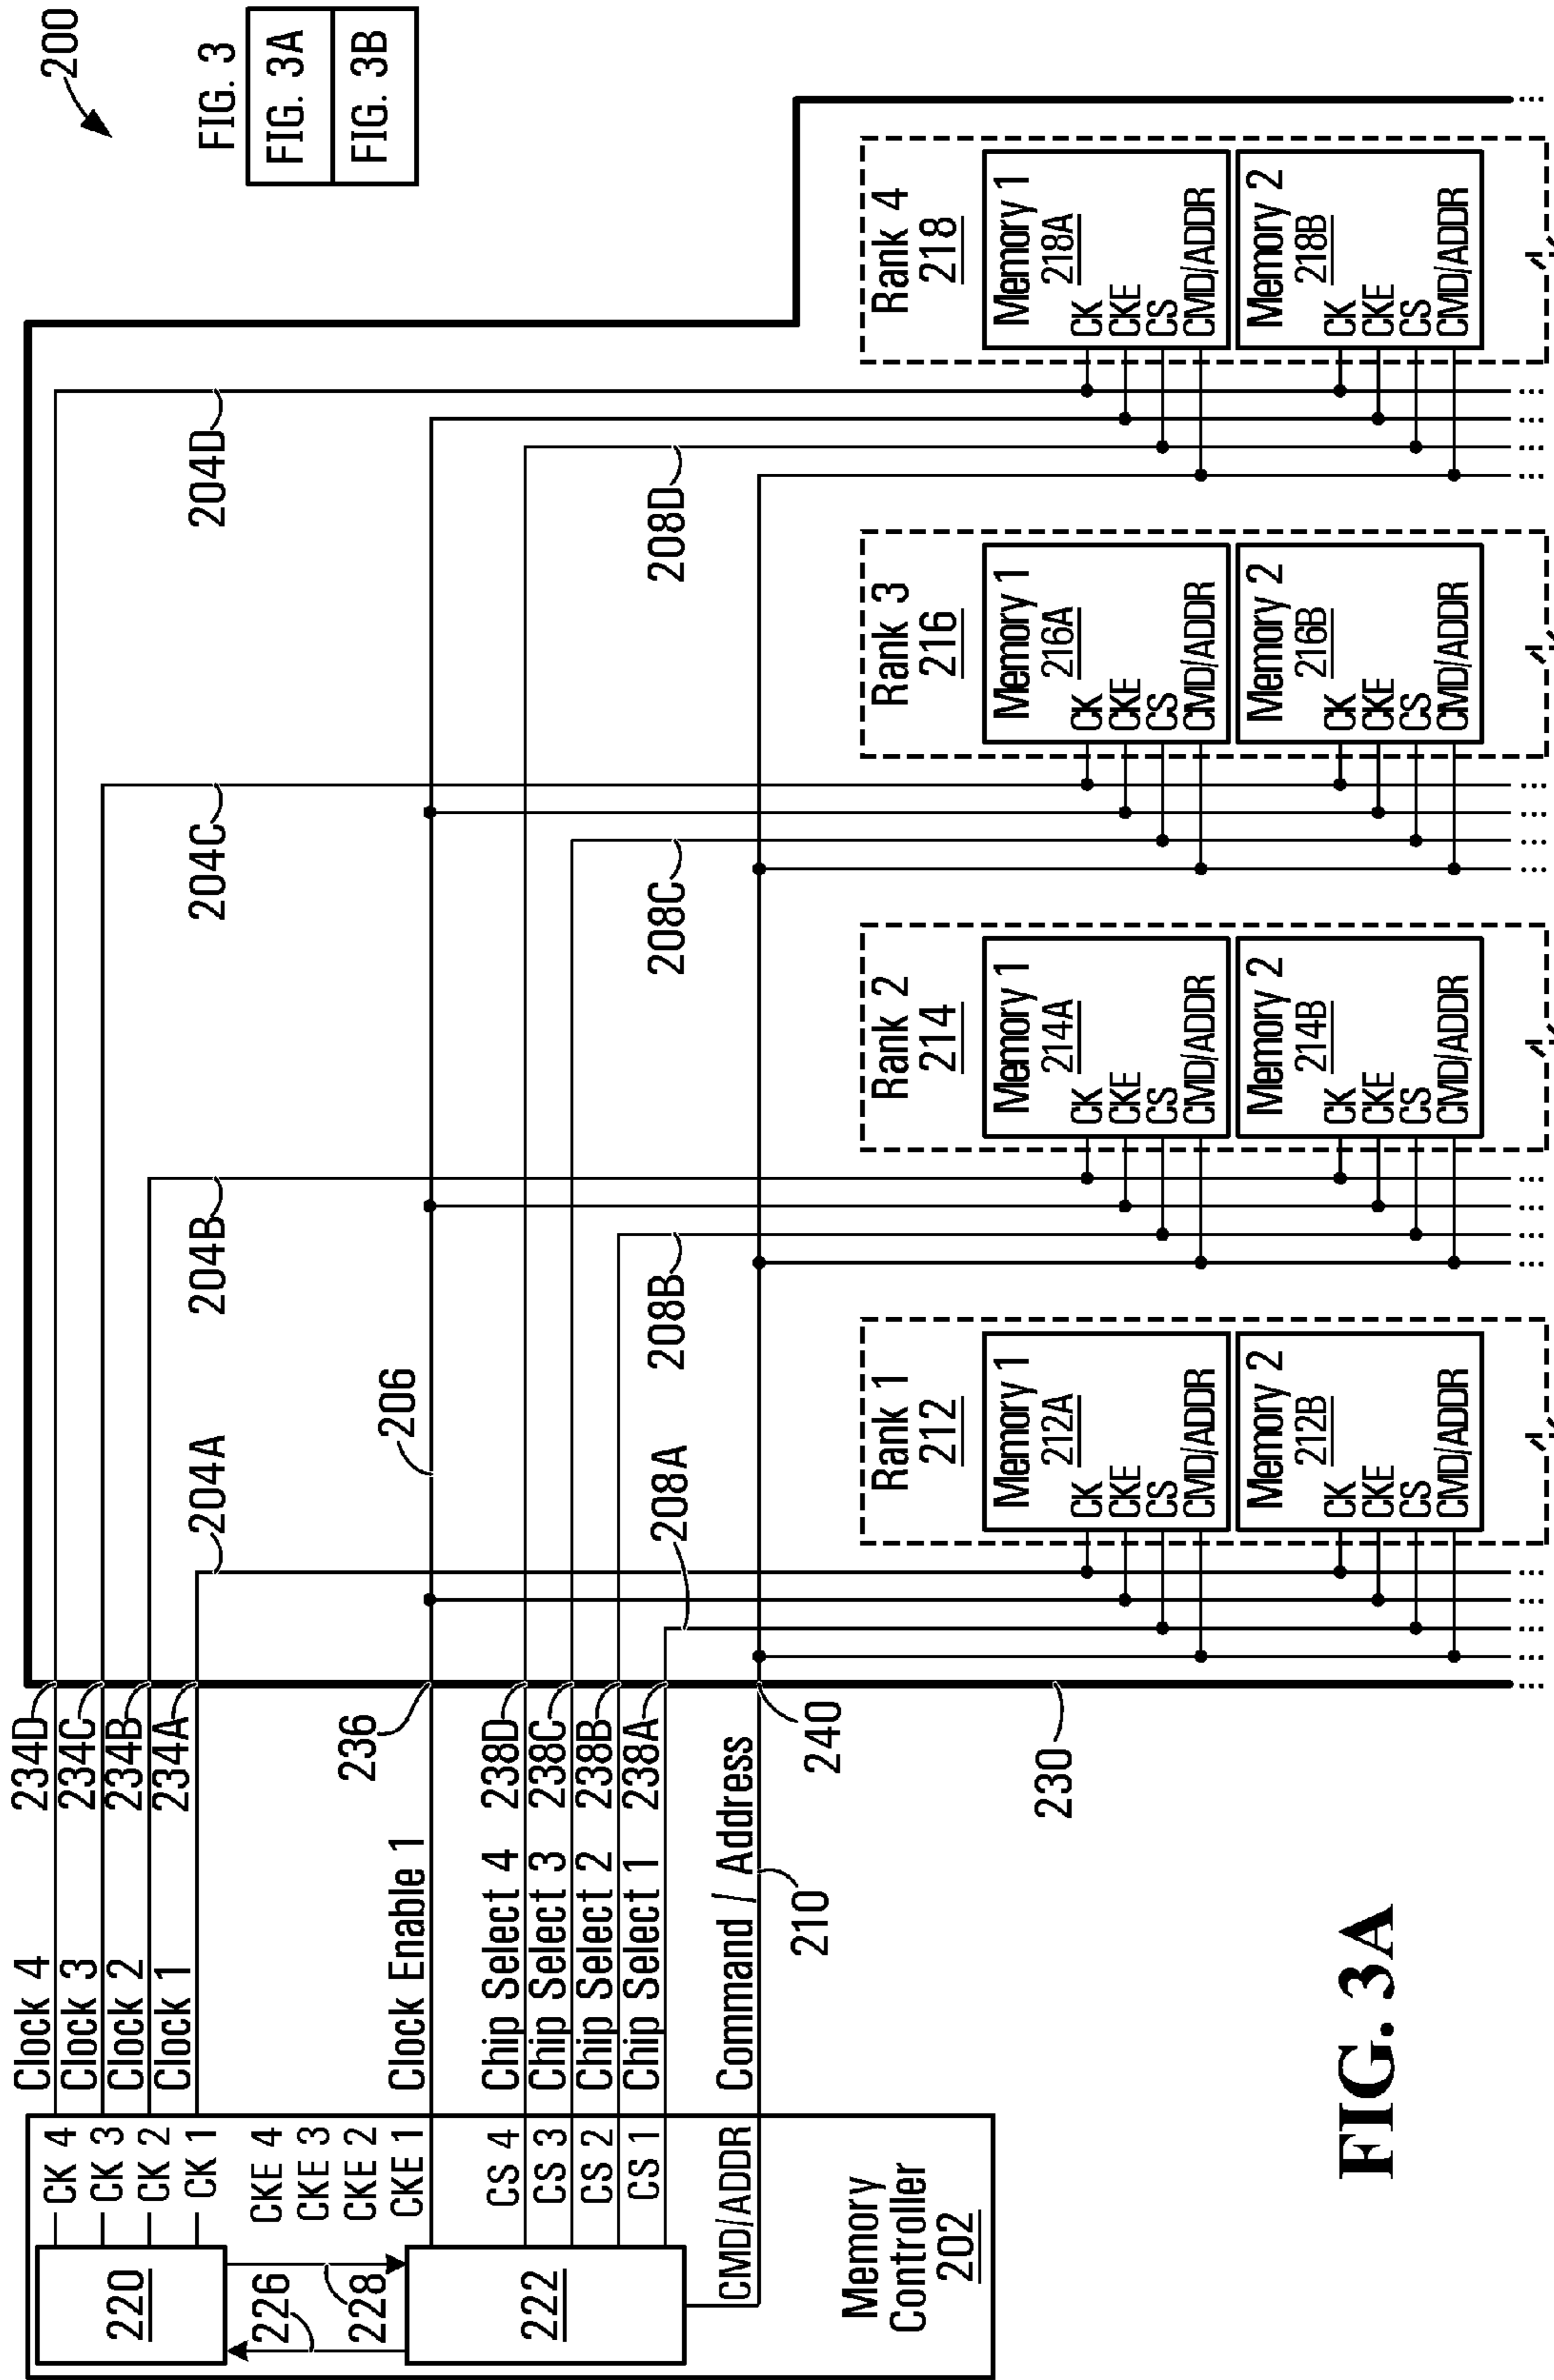 200
FIG. 3
FIG. 3A
FIG. 3B
Clock 4
Clock 3
Clock 2
Clock 1
234D
234C
234B
234A
204A
204B
204C
204D
CK 4
CK 3
CK 2
CK 1
CKE 4
CKE 3
CKE 2
CKE 1
CS 4
CS 3
CS 2
CS 1
CMD/ADDR
220
226
228
222
Memory
Controller
202
Clock Enable 1
236
206
Chip Select 4
Chip Select 3
Chip Select 2
Chip Select 1
238D
238C
238B
238A
208A
208B
208C
208D
Command / Address
210
240
230
Rank 1
212
Memory 1
212A
CK
CKE
CS
CMD/ADDR
Memory 2
212B
CK
CKE
CS
CMD/ADDR
Rank 2
214
Memory 1
214A
CK
CKE
CS
CMD/ADDR
Memory 2
214B
CK
CKE
CS
CMD/ADDR
Rank 3
216
Memory 1
216A
CK
CKE
CS
CMD/ADDR
Memory 2
216B
CK
CKE
CS
CMD/ADDR
Rank 4
218
Memory 1
218A
CK
CKE
CS
CMD/ADDR
Memory 2
218B
CK
CKE
CS
CMD/ADDR
FIG. 3A